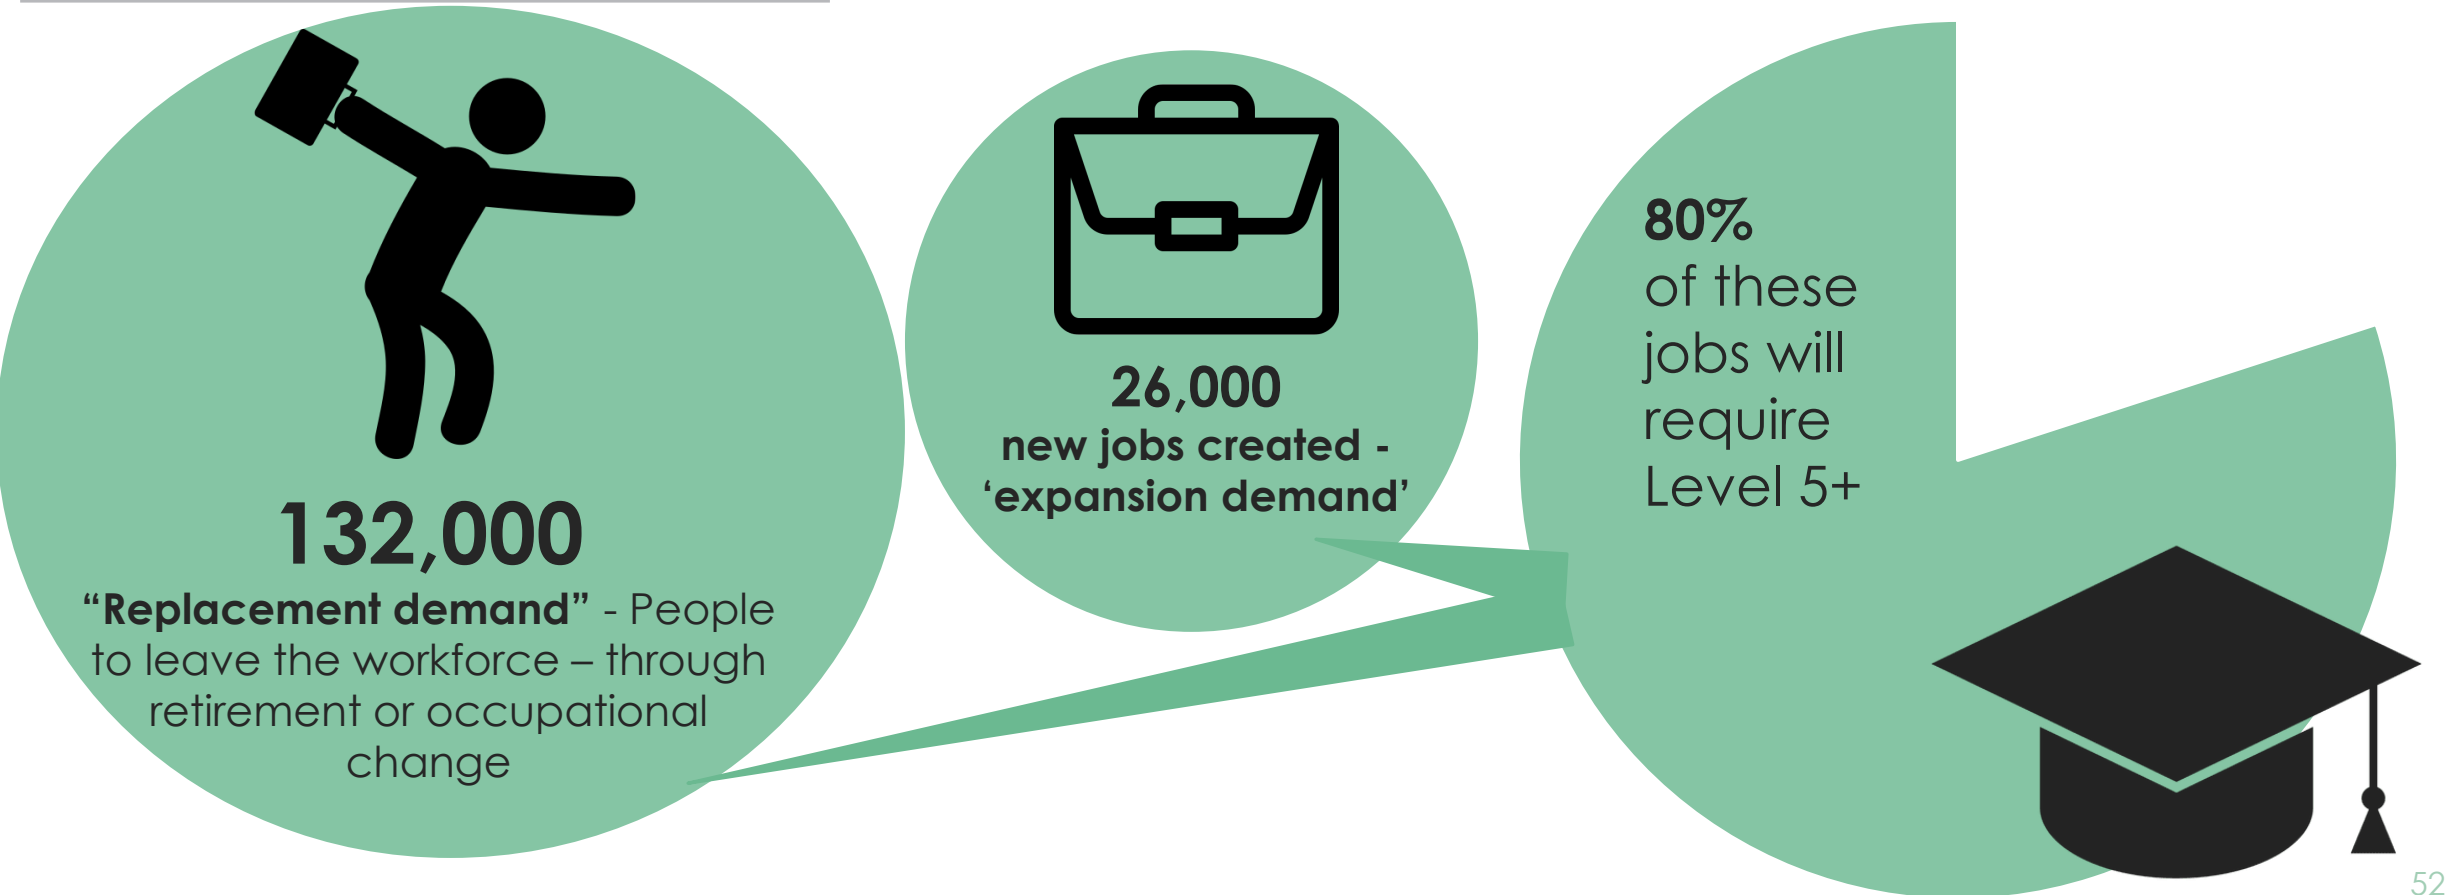 132,000
“Replacement demand” - People
to leave the workforce – through
retirement or occupational
change
26,000
new jobs created -
‘expansion demand’
80%
of these
jobs will
require
Level 5+
52